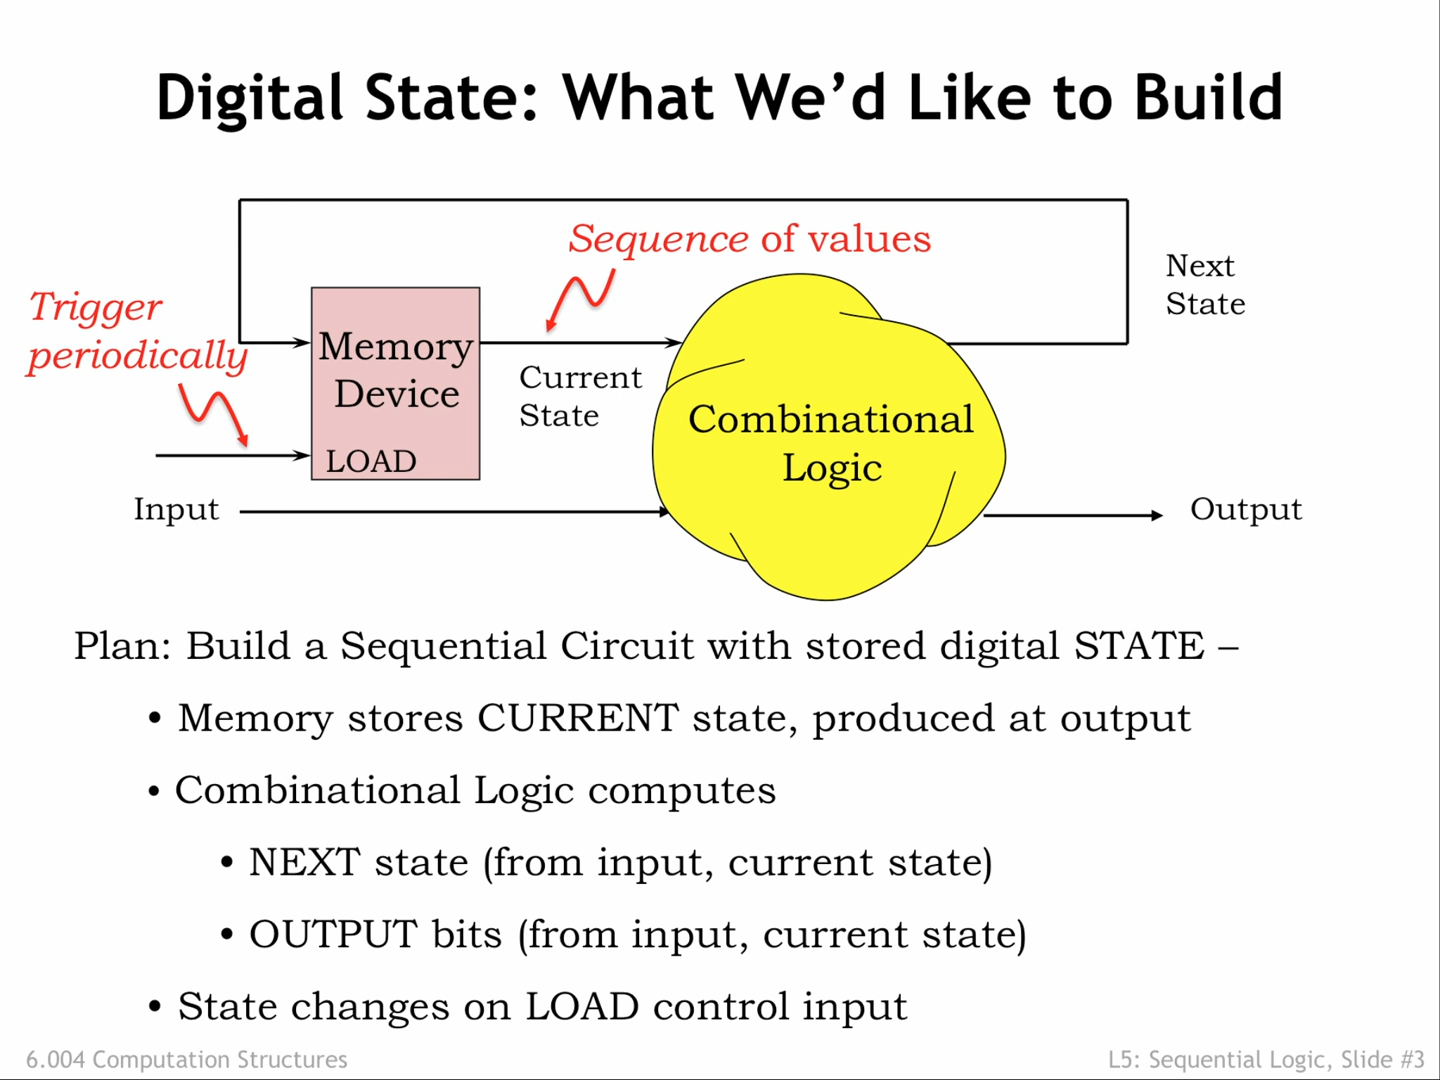 Digital State: What We’d Like to Build
Sequence of values
Next
State
Trigger
periodically
Memory
Device
LOAD
Current
State
Combinational
Logic
Input
Output
Plan: Build a Sequential Circuit with stored digital STATE –
• Memory stores CURRENT state, produced at output
• Combinational Logic computes
• NEXT state (from input, current state)
• OUTPUT bits (from input, current state)
• State changes on LOAD control input
6.004 Computation Structures
L5: Sequential Logic, Slide #3